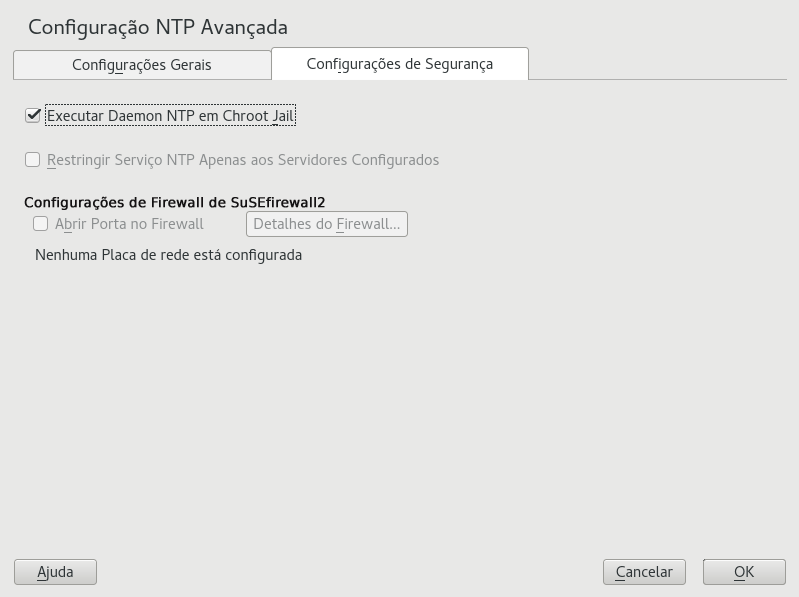 Configuração NTP Avançada
Configurações Gerais
Configurações de Segurança
Executar Daemon NTP em Chroot Jail
Restringir Serviço NTP Apenas aos Servidores Configurados
Configurações de Firewall de SuSEfirewall2
Abrir Porta no Firewall
Detalhes do Firewall...
Nenhuma Placa de rede está configurada
Ajuda
Cancelar
OK